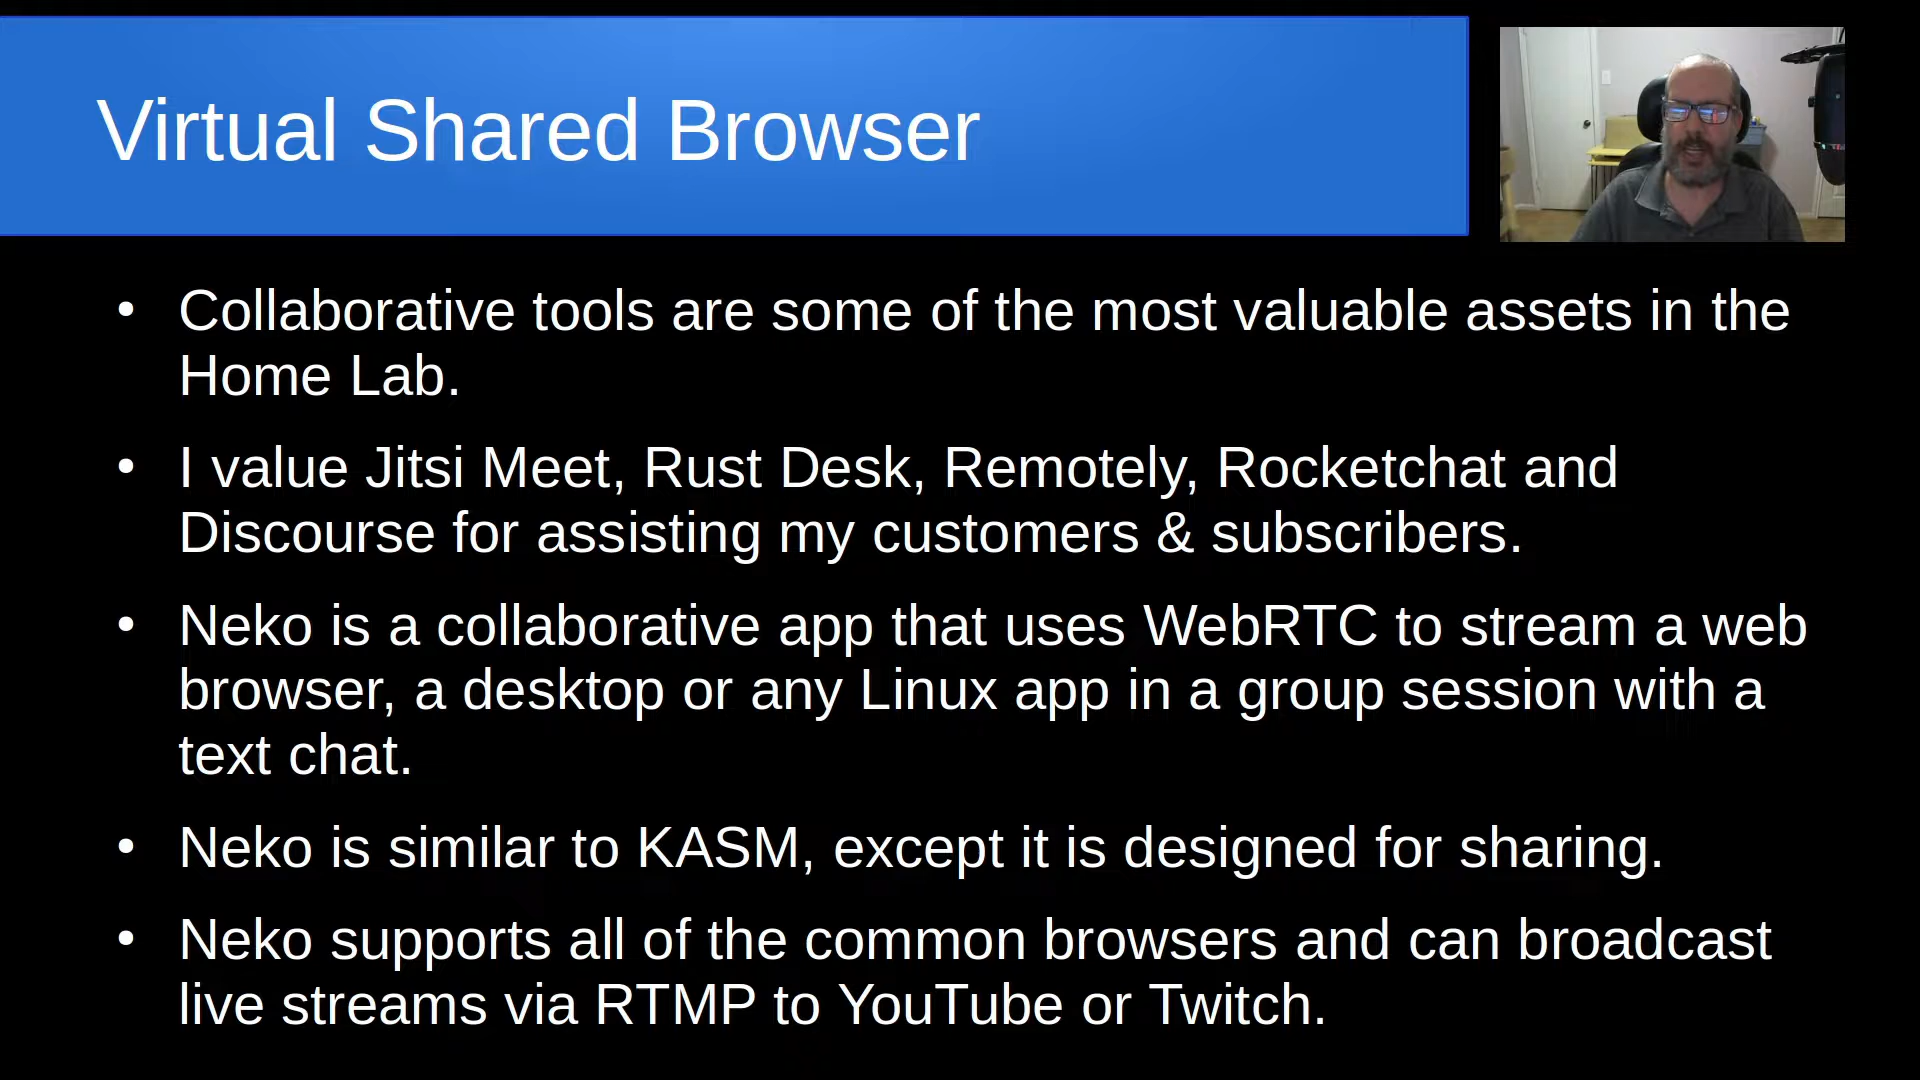 Virtual Shared Browser
• Collaborative tools are some of the most valuable assets in the
Home Lab.
• I value Jitsi Meet, Rust Desk, Remotely, Rocketchat and
Discourse for assisting my customers & subscribers.
• Neko is a collaborative app that uses WebRTC to stream a web
browser, a desktop or any Linux app in a group session with a
text chat.
• Neko is similar to KASM, except it is designed for sharing.
• Neko supports all of the common browsers and can broadcast
live streams via RTMP to YouTube or Twitch.